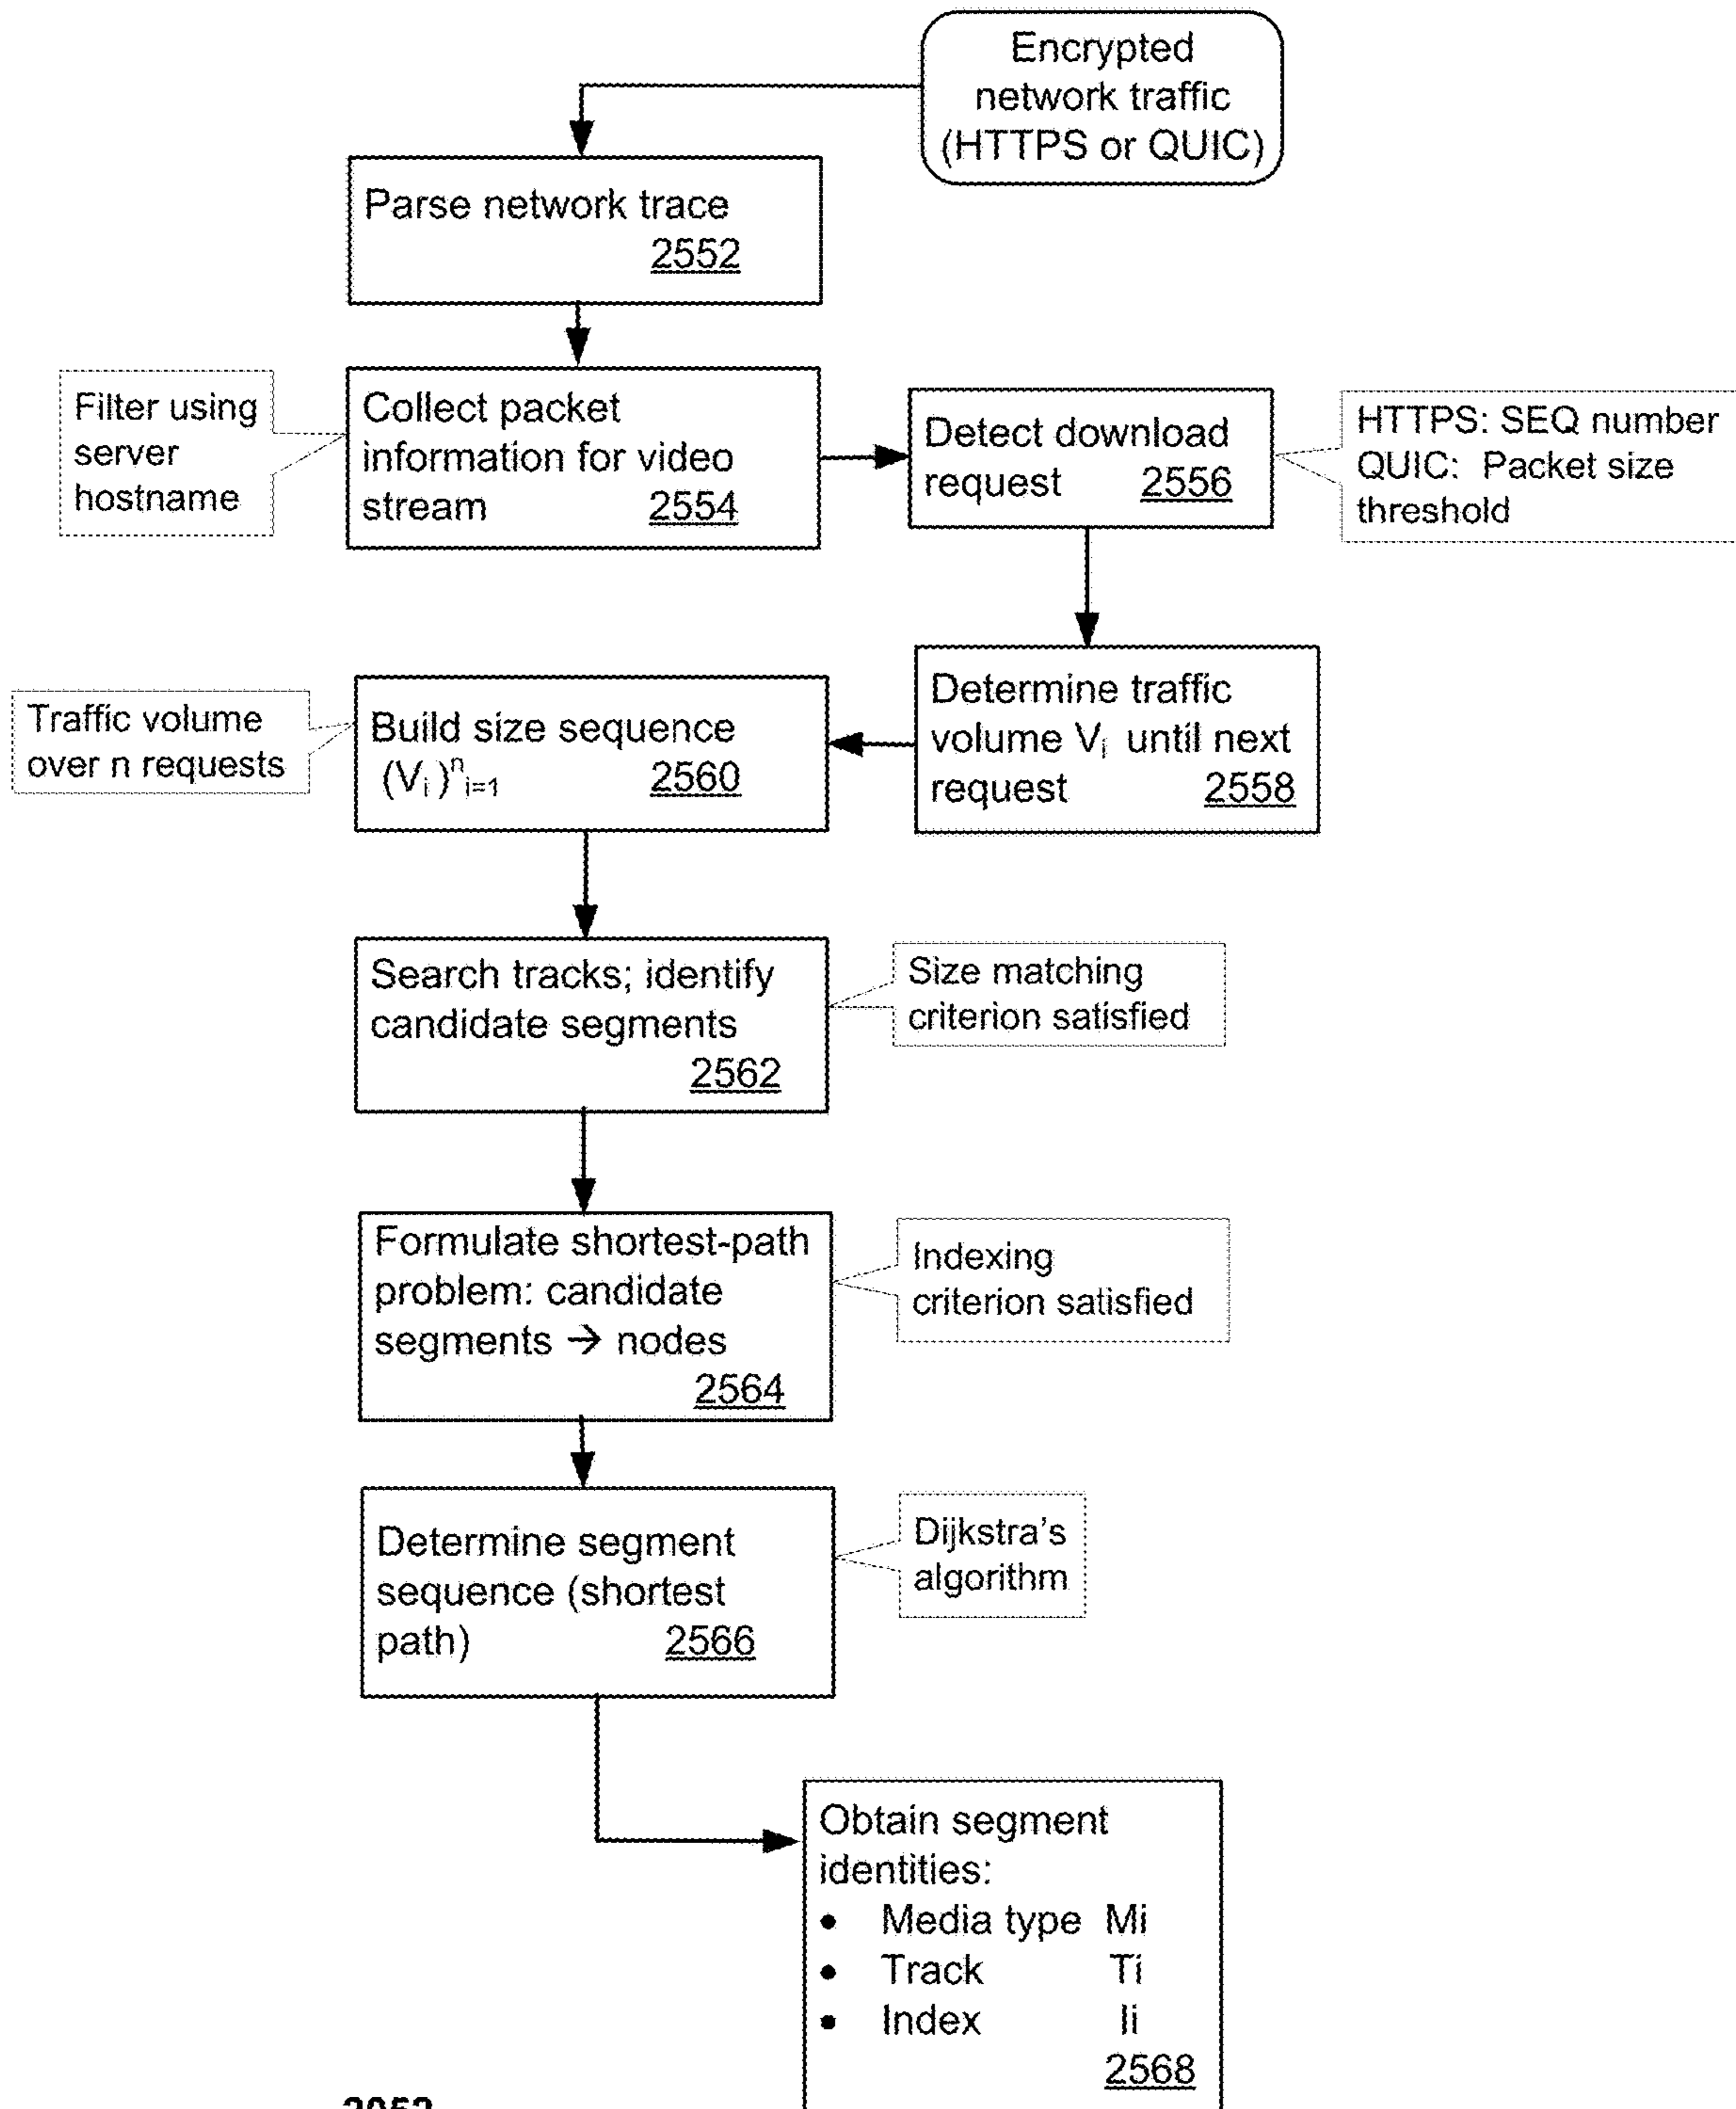 Encrypted
network traffic
(HTTPS or QUIC)
Parse network trace
2552
Filter using
server
hostname
Collect packet
information for video
stream 2554
Detect download
request 2556
HTTPS: SEQ number
QUIC: Packet size
threshold
Determine traffic
volume Vi until next
request 2558
Build size sequence
(Vi )ni=1 2560
Traffic volume
over n requests
Search tracks; identify
candidate segments
2562
Size matching
criterion satisfied
Formulate shortest-path
problem: candidate
segments → nodes
2564
Indexing
criterion satisfied
Determine segment
sequence (shortest
path) 2566
Dijkstra's
algorithm
Obtain segment
identities:
• Media type Mi
• Track Ti
• Index Ii
2568